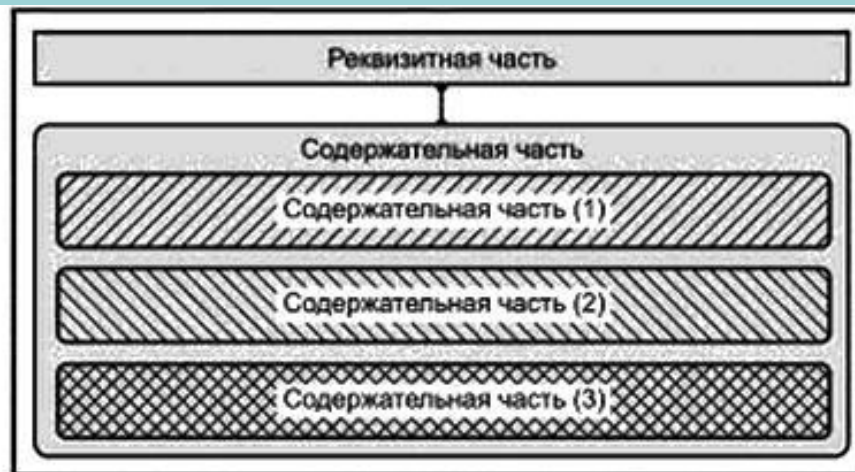 Реквизитная часть
Содержательная часть
Содержательная часть (1)
Содержательная часть (2)
Содержательная часть (3)